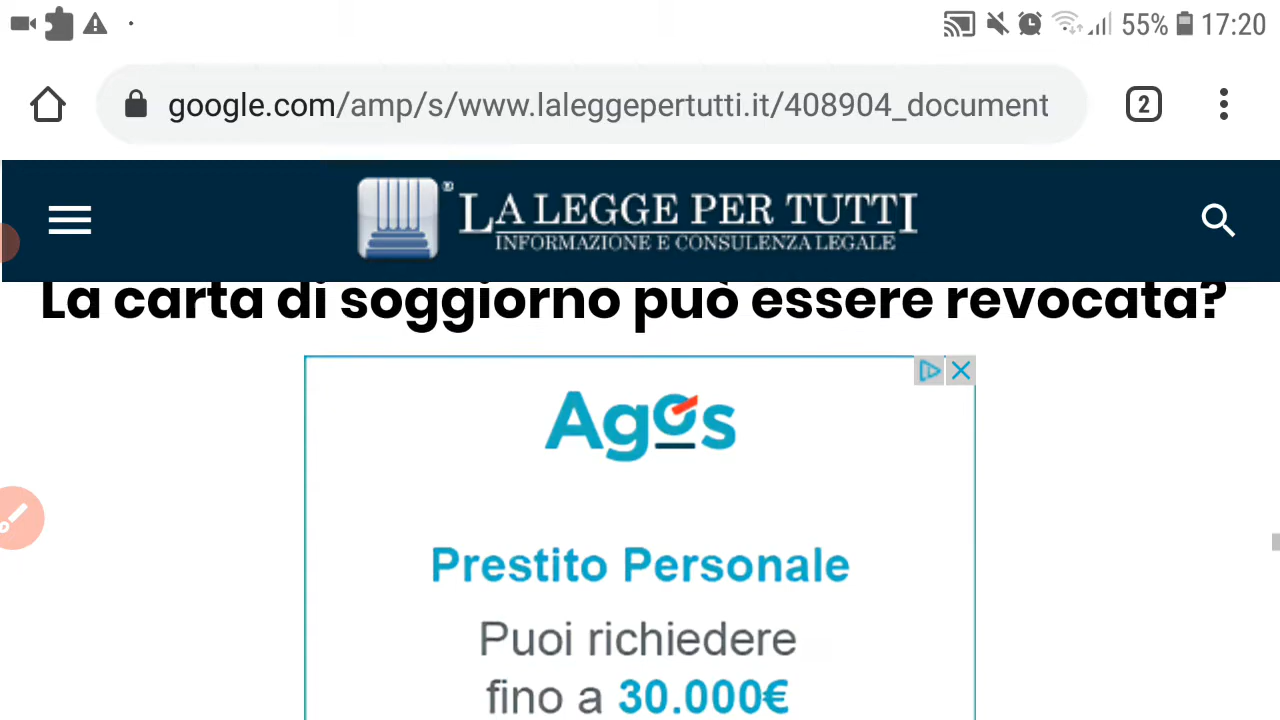 55% 17:20
google.com/amp/s/www.laleggepertutti.it/408904_document
2
LA LEGGE PER TUTTI
INFORMAZIONE E CONSULENZA LEGALE
La carta di soggiorno può essere revocata?
Agos
Prestito Personale
Puoi richiedere
fino a 30.000€